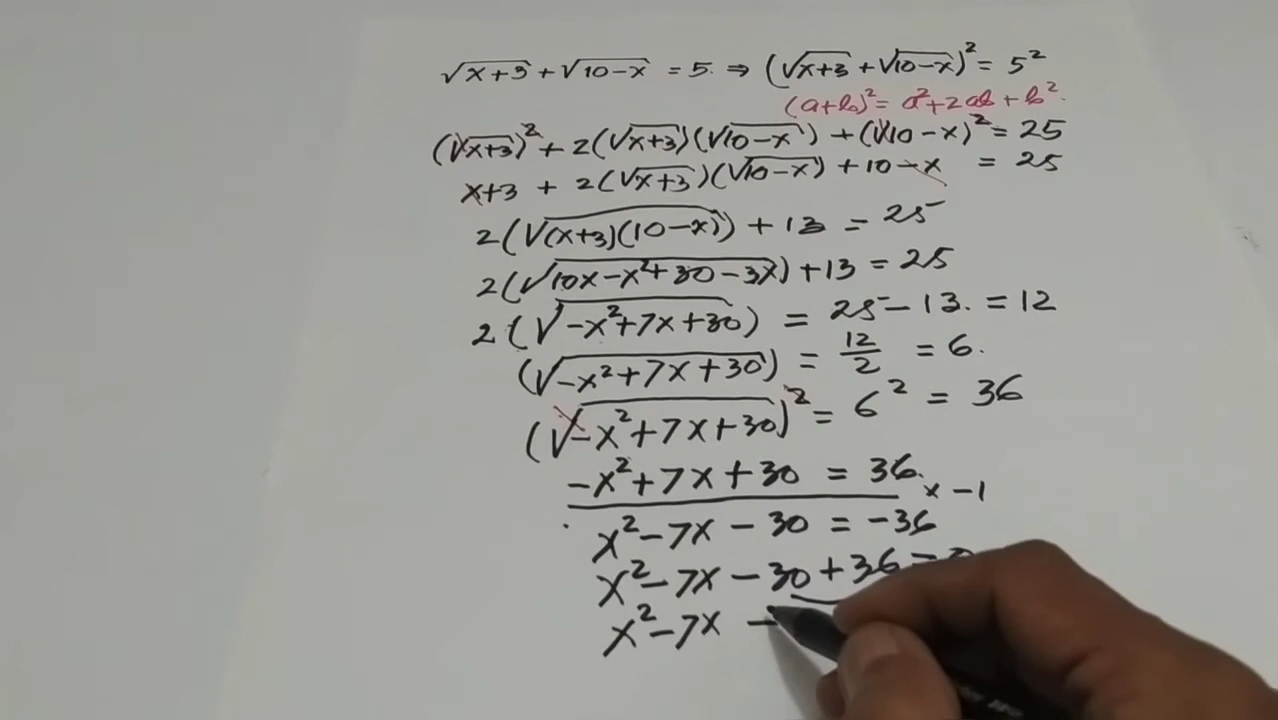 √x+3 + √10-x = 5. ⇒ (√x+3 + √10-x)² = 5²
(a+b)² = a²+2ab+b².
(√x+3)² + 2(√x+3)(√10-x) + (√10-x)² = 25
x+3 + 2(√x+3)(√10-x) + 10-x = 25
2(√(x+3)(10-x)) + 13 = 25
2(√10x-x²+30-3x) + 13 = 25
2(√-x²+7x+30) = 25-13. = 12
(√-x²+7x+30) = 12/2 = 6.
(√-x²+7x+30)² = 6² = 36
-x²+7x+30 = 36. x -1
x²-7x-30 = -36
x²-7x-30+36 =
x²-7x -